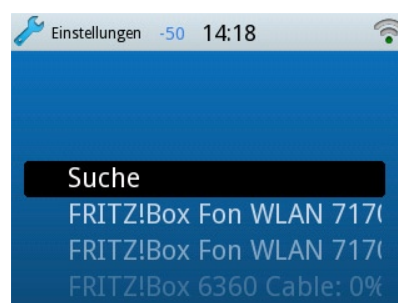 Einstellungen -50 14:18
Suche
FRITZ!Box Fon WLAN 717
FRITZ!Box Fon WLAN 717
FRITZ!Box 6360 Cable: 0%